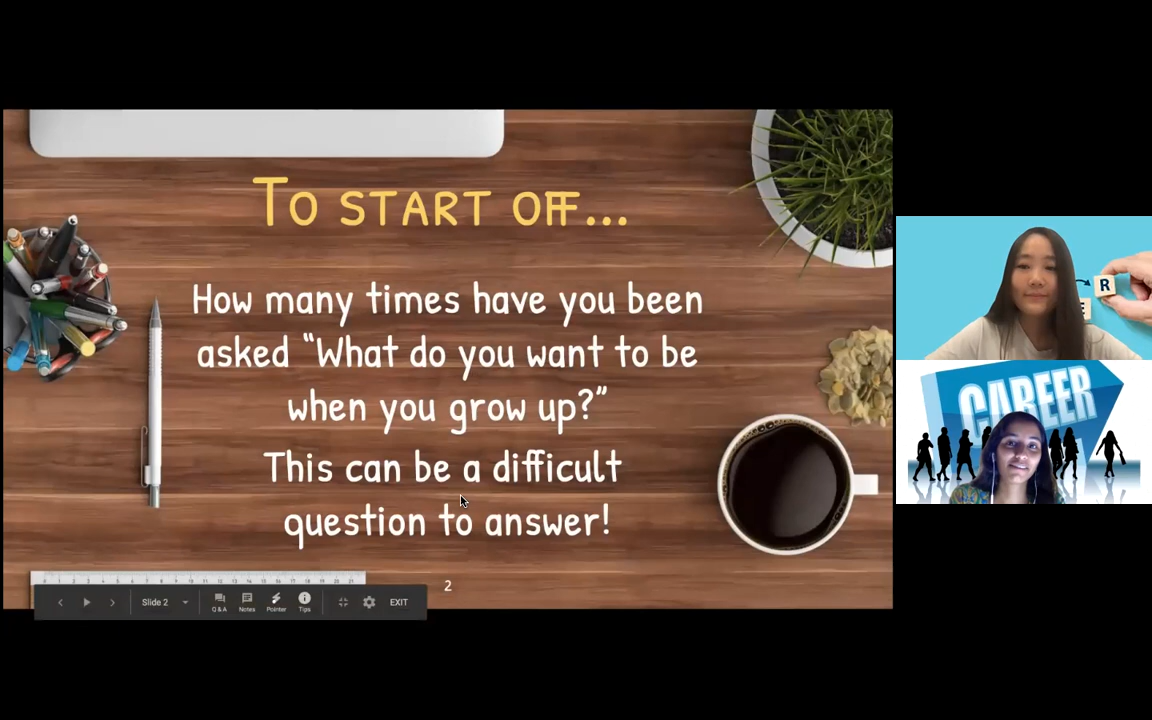 To start off...
How many times have you been
asked “What do you want to be
when you grow up?”
This can be a difficult
question to answer!
2
Slide 2
Q & A
Notes
Pointer
Tips
EXIT
R
CAREER